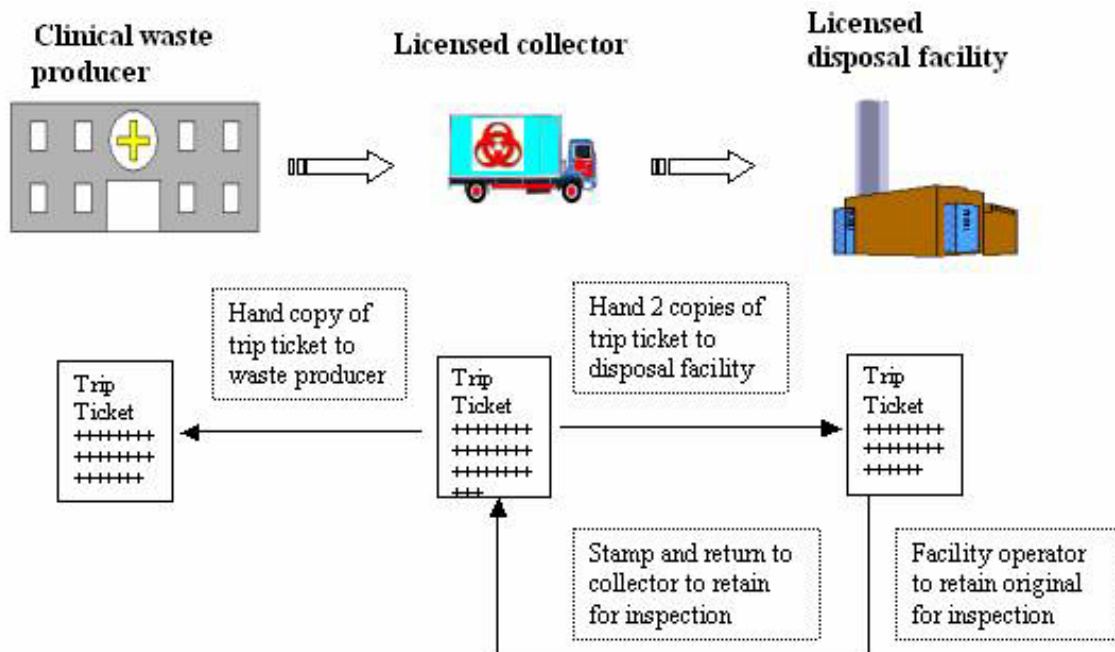 Clinical waste
producer
Licensed collector
Licensed
disposal facility
Hand copy of
trip ticket to
waste producer
Hand 2 copies of
trip ticket to
disposal facility
Trip
Ticket
++++++++
++++++++
+++++++
Trip
Ticket
++++++++
++++++++
++++++++
+++
Trip
Ticket
++++++++
++++++++
++++++
Stamp and return to
collector to retain
for inspection
Facility operator
to retain original
for inspection